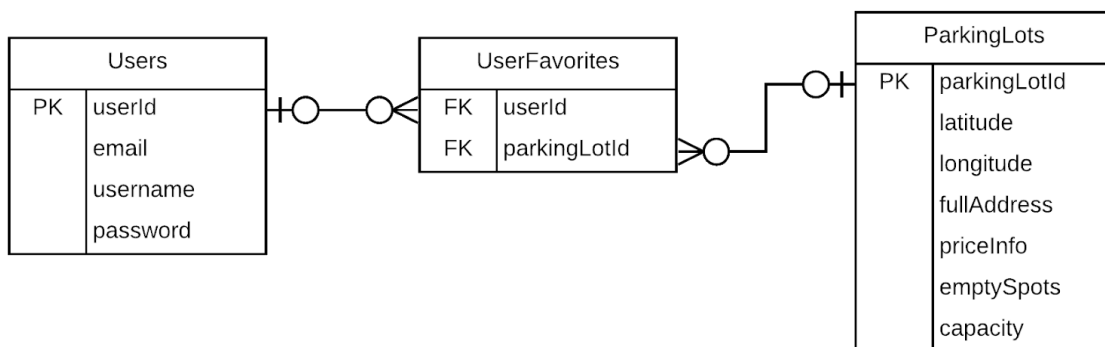 Users
PK userId
email
username
password
UserFavorites
FK userId
FK parkingLotId
ParkingLots
PK parkingLotId
latitude
longitude
fullAddress
priceInfo
emptySpots
capacity